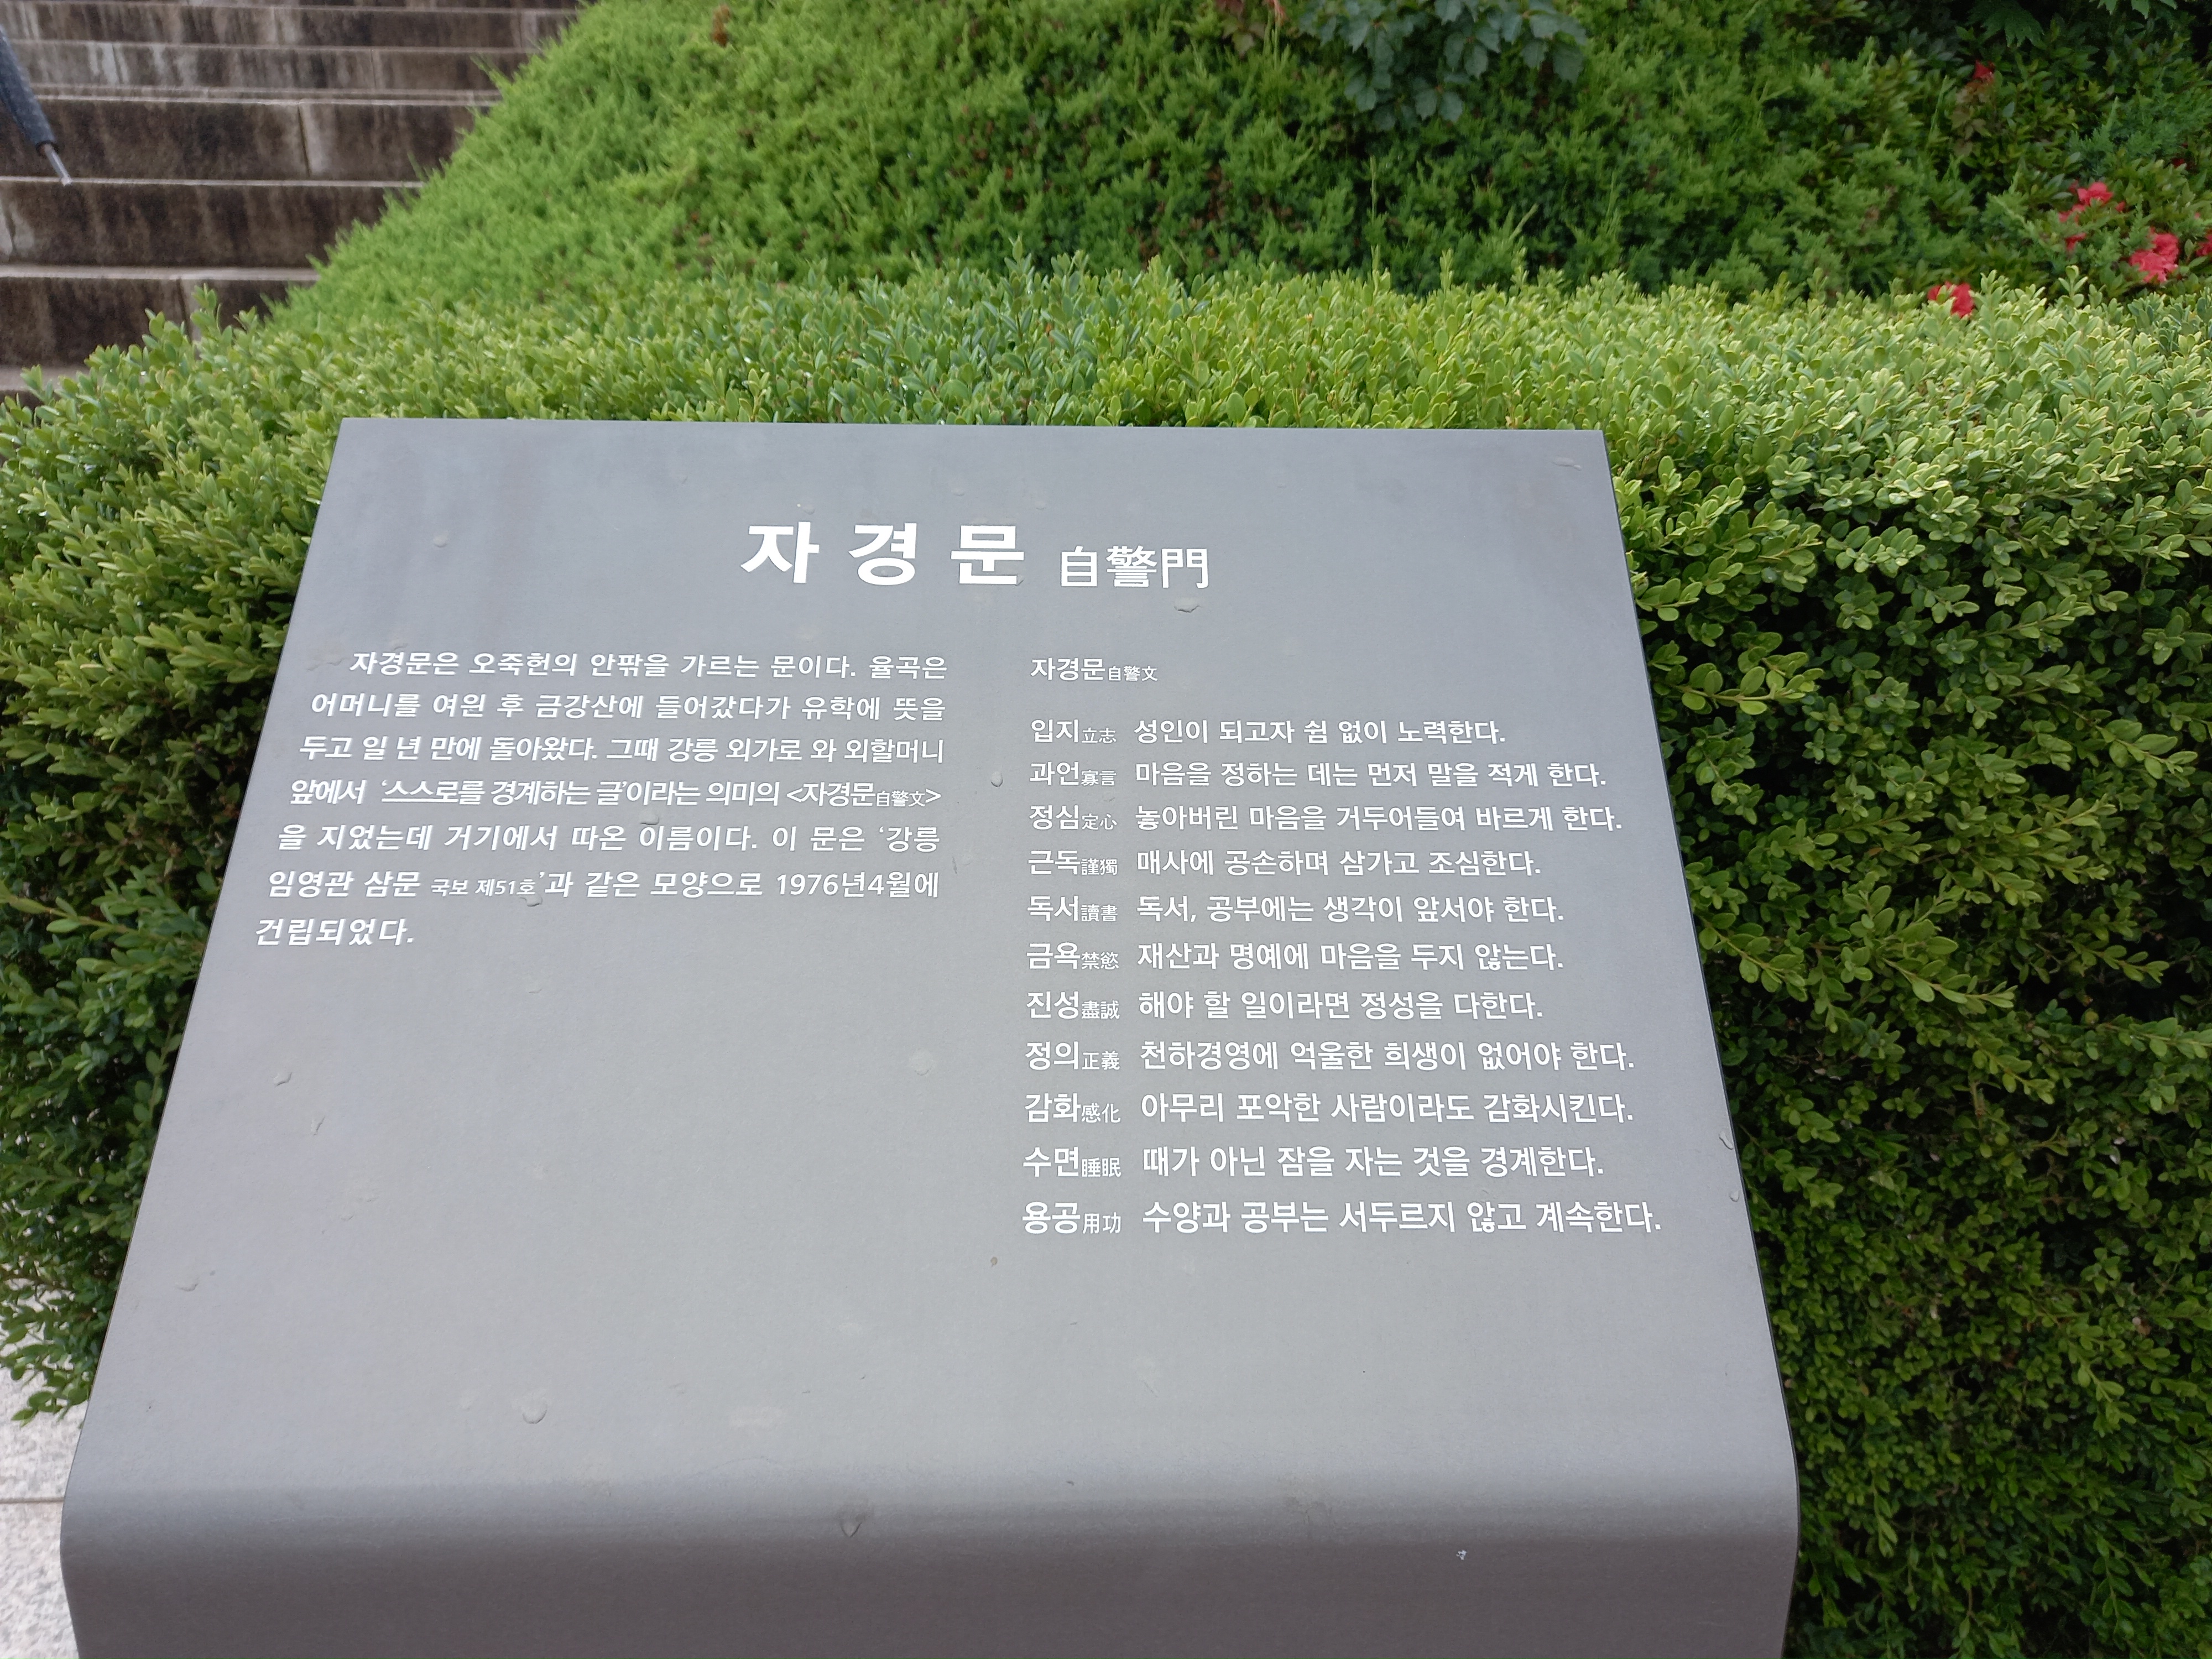 자경문 自警門
자경문은 오죽헌의 안팎을 가르는 문이다. 율곡은
어머니를 여읜 후 금강산에 들어갔다가 유학에 뜻을
두고 일 년 만에 돌아왔다. 그때 강릉 외가로 와 외할머니
앞에서 '스스로를 경계하는 글'이라는 의미의 <자경문自警文>
을 지었는데 거기에서 따온 이름이다. 이 문은 '강릉
임영관 삼문 국보 제51호'과 같은 모양으로 1976년4월에
건립되었다.
자경문自警文
입지立志 성인이 되고자 쉼 없이 노력한다.
과언寡言 마음을 정하는 데는 먼저 말을 적게 한다.
정심定心 놓아버린 마음을 거두어들여 바르게 한다.
근독謹獨 매사에 공손하며 삼가고 조심한다.
독서讀書 독서, 공부에는 생각이 앞서야 한다.
금욕禁慾 재산과 명예에 마음을 두지 않는다.
진성盡誠 해야 할 일이라면 정성을 다한다.
정의正義 천하경영에 억울한 희생이 없어야 한다.
감화感化 아무리 포악한 사람이라도 감화시킨다.
수면睡眠 때가 아닌 잠을 자는 것을 경계한다.
용공用功 수양과 공부는 서두르지 않고 계속한다.